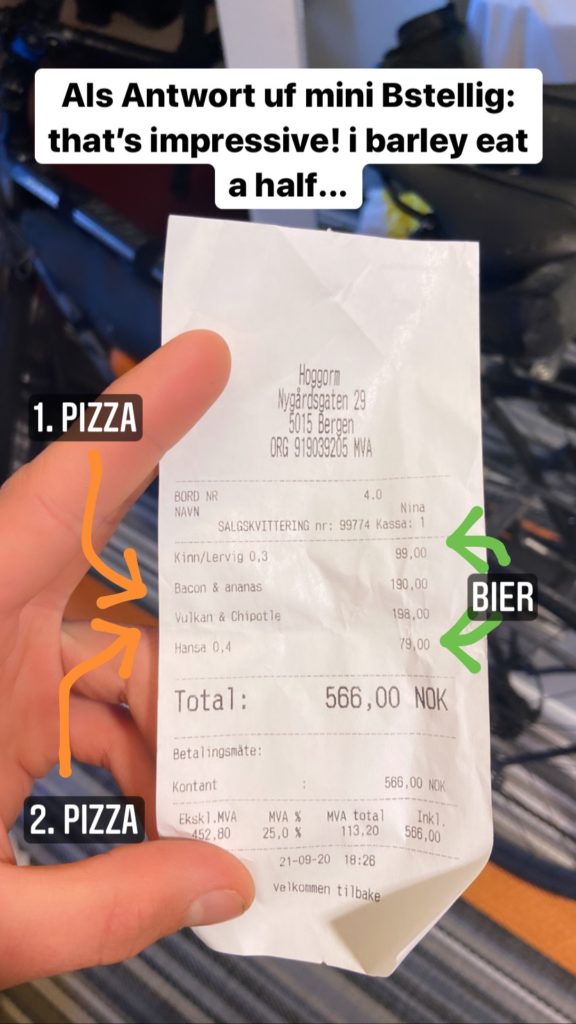 Als Antwort uf mini Bstellig:
that’s impressive! i barley eat
a half...
Hoggorm
Nygårdsgaten 29
5015 Bergen
ORG 919039205 MVA
1. PIZZA
BORD NR 4.0
NAVN Nina
SALGSKVITTERING nr: 99774 Kassa: 1
Kinn/Lervig 0,3 99,00
Bacon & ananas 190,00
BIER
Vulkan & Chipotle 198,00
Hansa 0,4 79,00
Total: 566,00 NOK
Betalingsmåte:
Kontant : 566,00 NOK
2. PIZZA
Ekskl.MVA MVA % MVA total Inkl.
452,80 25,0 % 113,20 566,00
21-09-20 18:26
Velkommen tilbake